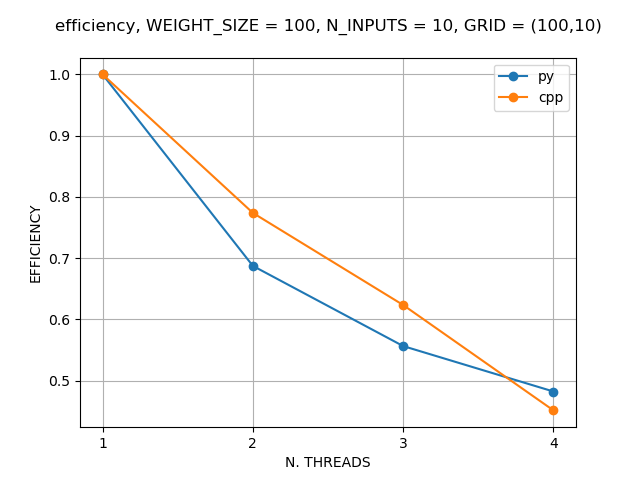 efficiency, WEIGHT_SIZE = 100, N_INPUTS = 10, GRID = (100,10)
py
cpp
1.0
0.9
0.8
0.7
0.6
0.5
EFFICIENCY
1 2 3 4
N. THREADS